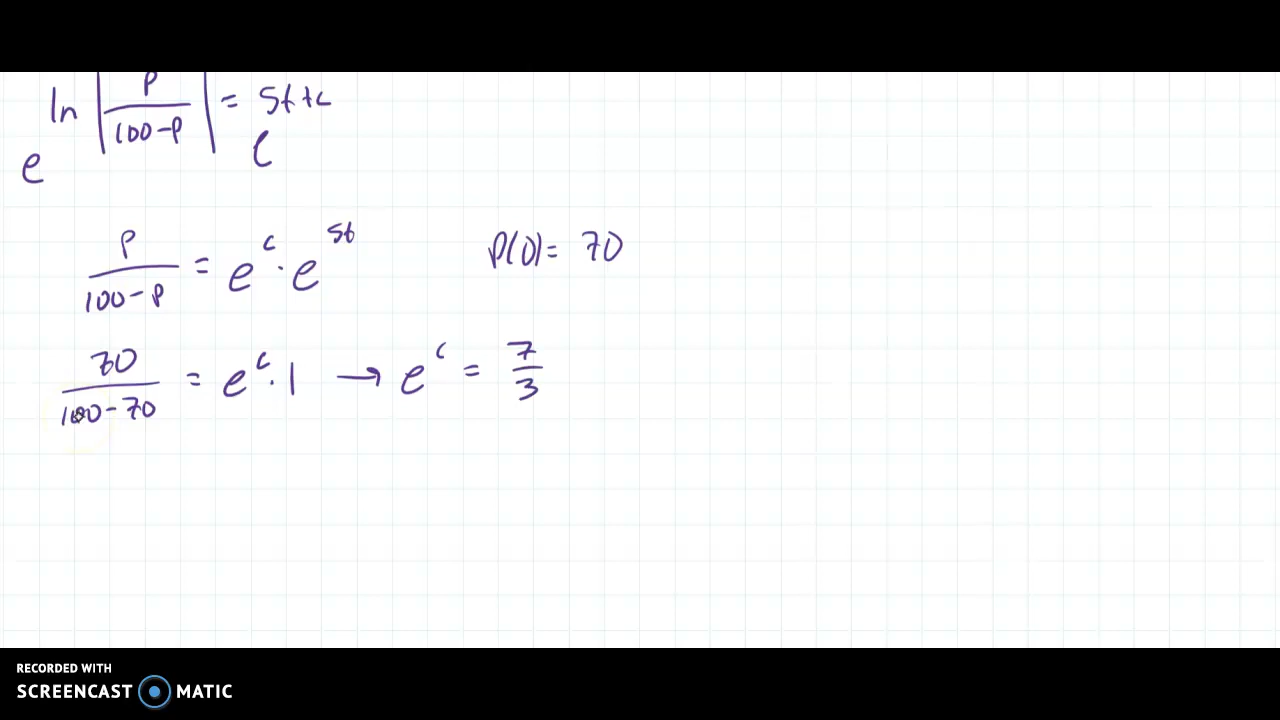 ln |P/(100-P)| = 5t+c
e
P/(100-P) = e^c · e^5t P(0)= 70
70/(100-70) = e^c · 1 → e^c = 7/3
RECORDED WITH
SCREENCAST MATIC